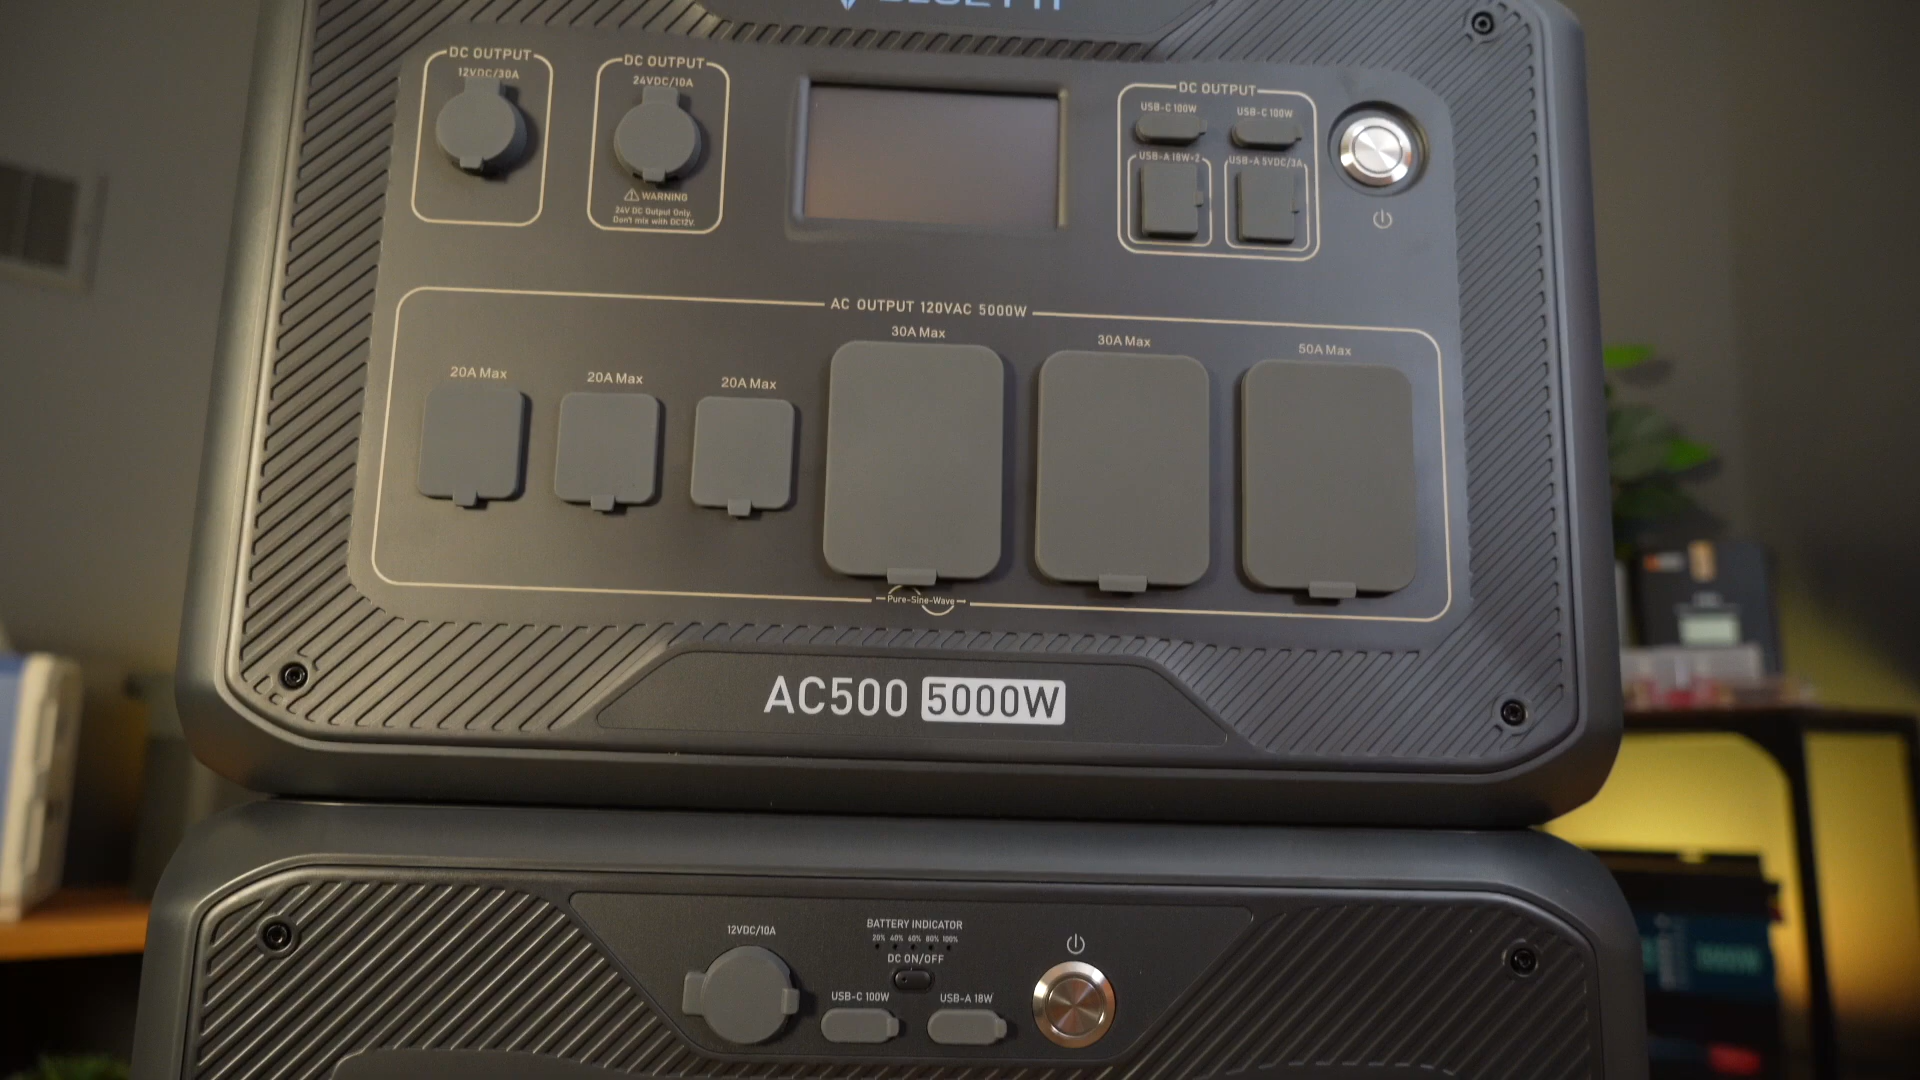 BLUETTI
DC OUTPUT
12VDC/30A
DC OUTPUT
24VDC/10A
WARNING
24V DC Output Only.
Don't mix with DC12V.
DC OUTPUT
USB-C 100W
USB-C 100W
USB-A 18W×2
USB-A 5VDC/3A
AC OUTPUT 120VAC 5000W
20A Max
20A Max
20A Max
30A Max
30A Max
50A Max
Pure-Sine-Wave
AC500 5000W
12VDC/10A
BATTERY INDICATOR
20% 40% 60% 80% 100%
DC ON/OFF
USB-C 100W
USB-A 18W